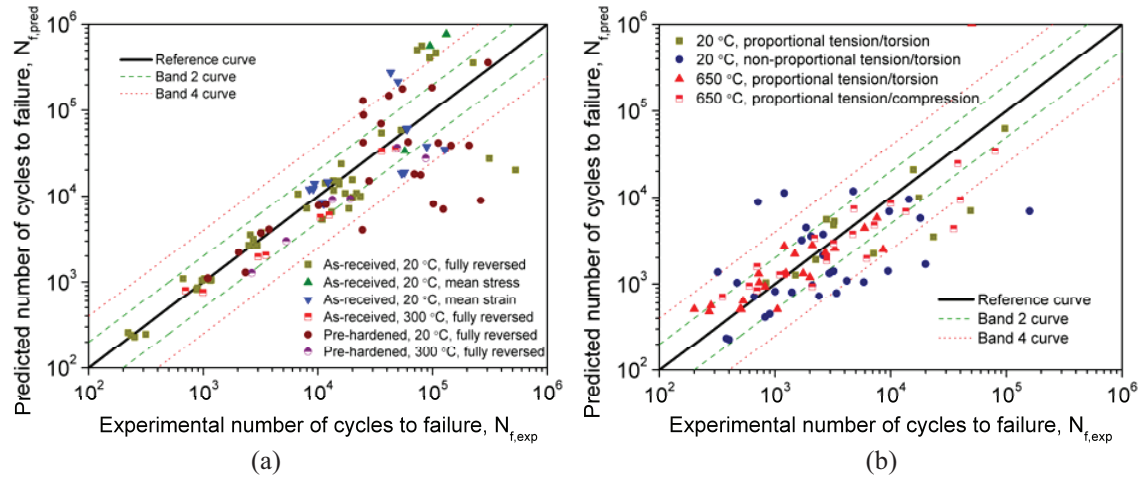 Predicted number of cycles to failure, N_f,pred
10^6
10^5
10^4
10^3
10^2
Reference curve
Band 2 curve
Band 4 curve
As-received, 20 °C, fully reversed
As-received, 20 °C, mean stress
As-received, 20 °C, mean strain
As-received, 300 °C, fully reversed
Pre-hardened, 20 °C, fully reversed
Pre-hardened, 300 °C, fully reversed
10^2 10^3 10^4 10^5 10^6
Experimental number of cycles to failure, N_f,exp
(a)
Predicted number of cycles to failure, N_f,pred
10^6
10^5
10^4
10^3
10^2
20 °C, proportional tension/torsion
20 °C, non-proportional tension/torsion
650 °C, proportional tension/torsion
650 °C, proportional tension/compression
Reference curve
Band 2 curve
Band 4 curve
10^2 10^3 10^4 10^5 10^6
Experimental number of cycles to failure, N_f,exp
(b)